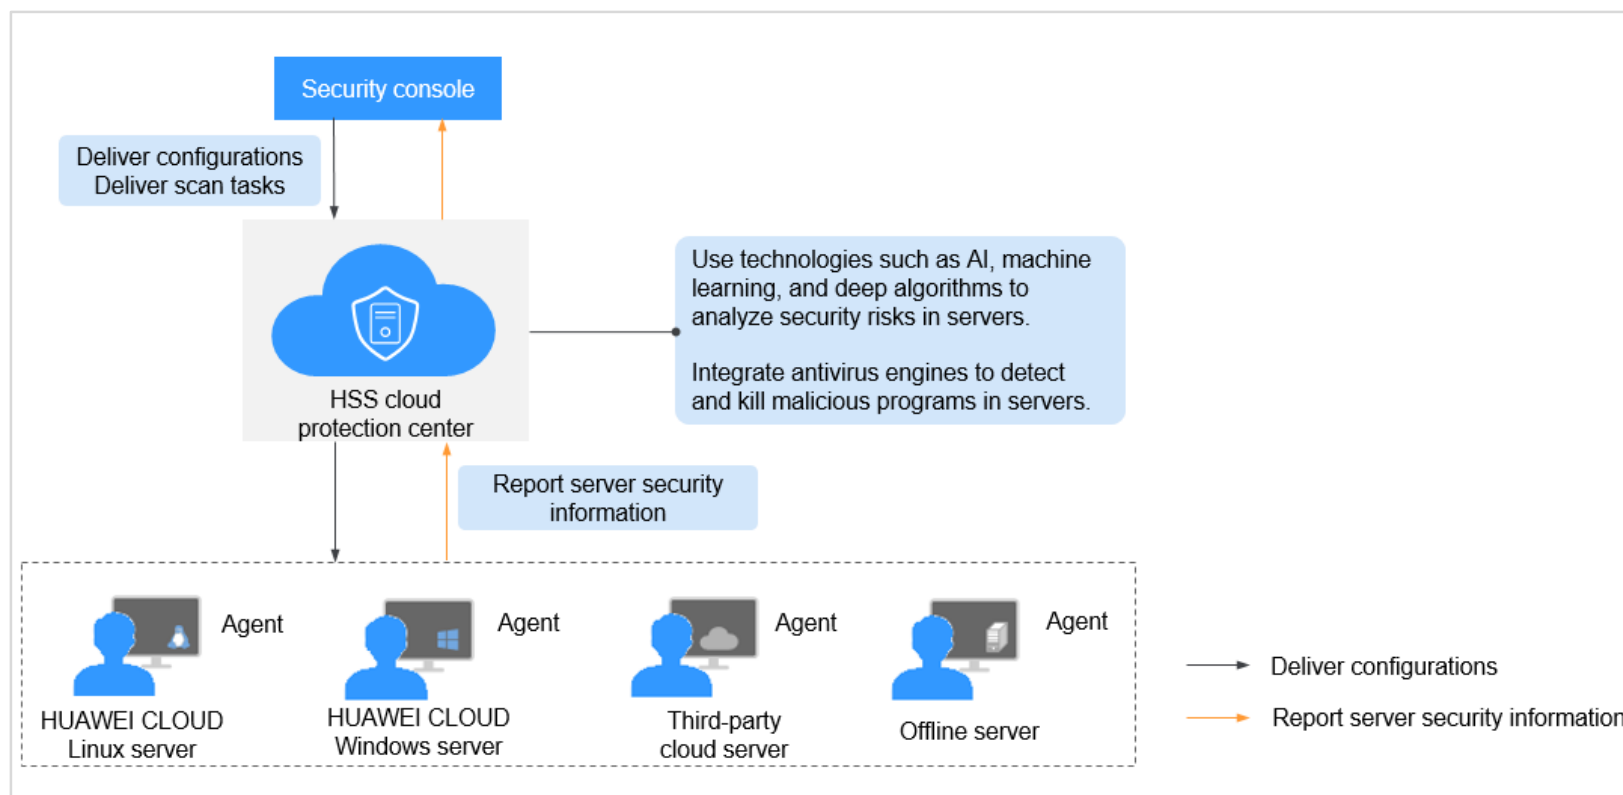 Security console
Deliver configurations
Deliver scan tasks
Use technologies such as AI, machine
learning, and deep algorithms to
analyze security risks in servers.
Integrate antivirus engines to detect
and kill malicious programs in servers.
HSS cloud
protection center
Report server security
information
Agent
Agent
Agent
Agent
HUAWEI CLOUD
Linux server
HUAWEI CLOUD
Windows server
Third-party
cloud server
Offline server
Deliver configurations
Report server security information